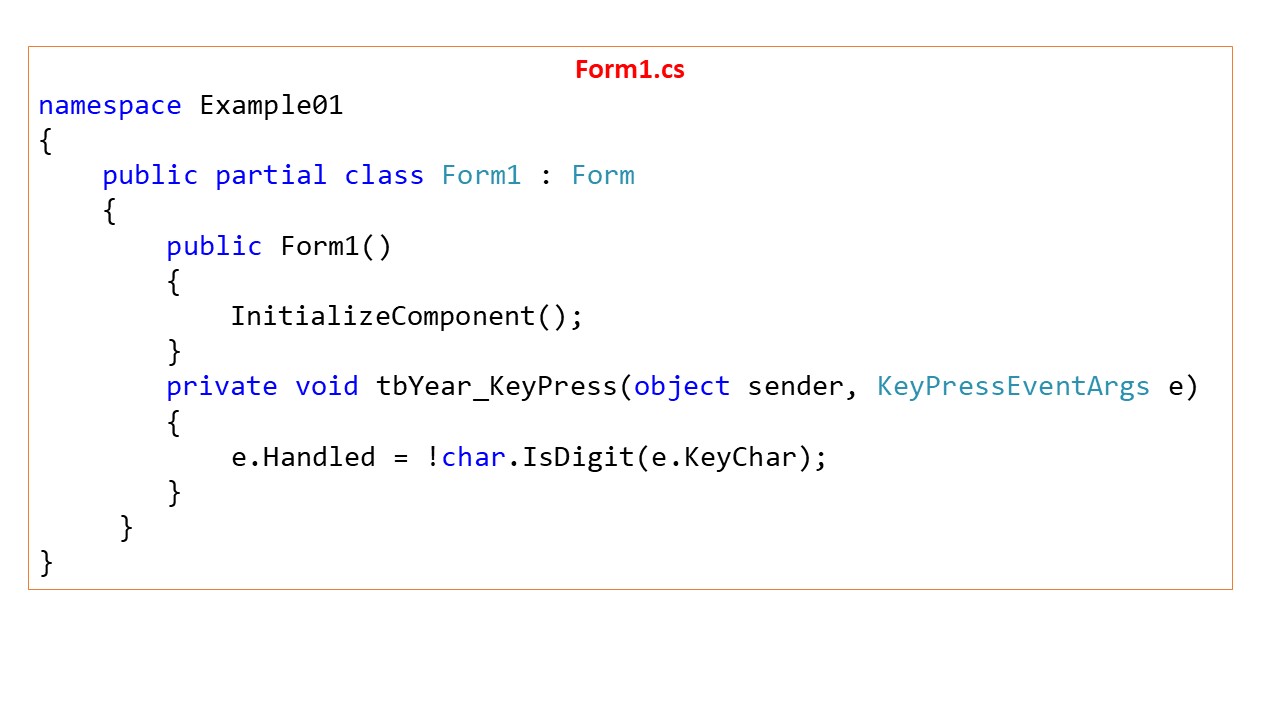 Form1.cs
namespace Example01
{
    public partial class Form1 : Form
    {
        public Form1()
        {
            InitializeComponent();
        }
        private void tbYear_KeyPress(object sender, KeyPressEventArgs e)
        {
            e.Handled = !char.IsDigit(e.KeyChar);
        }
     }
}